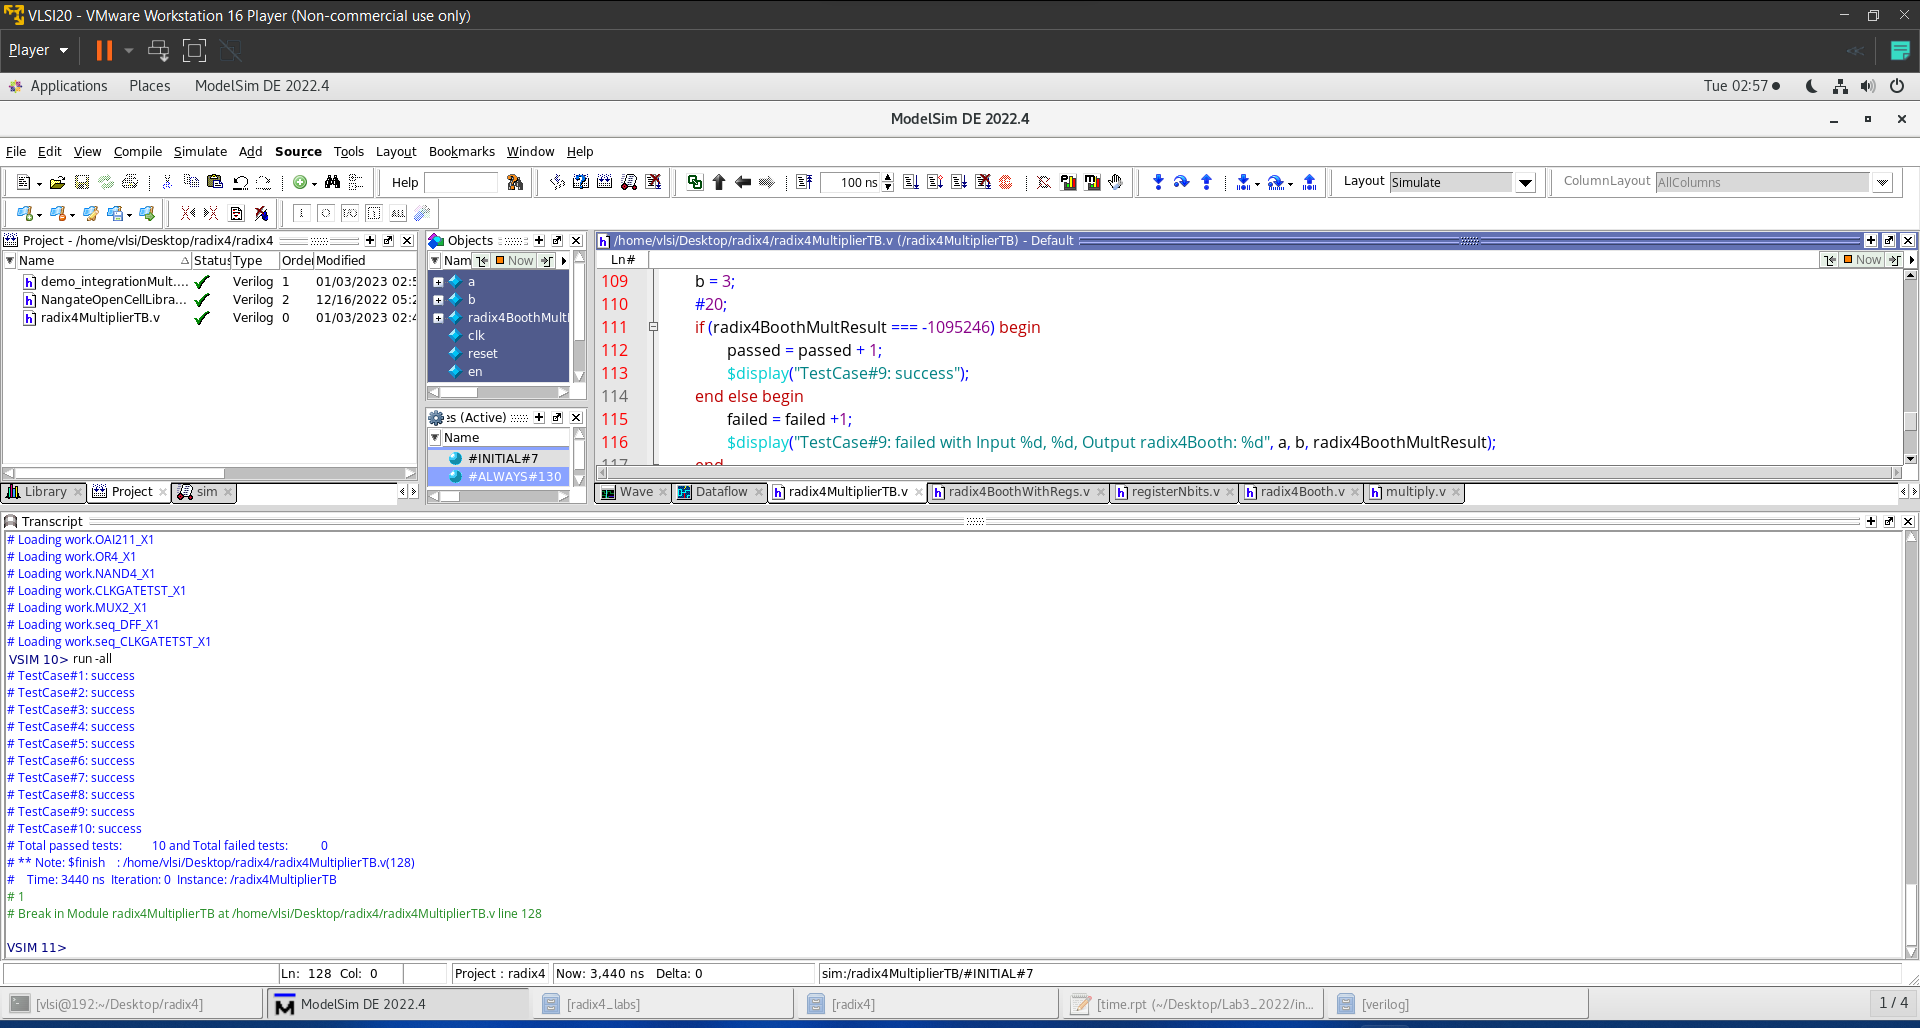 VLSI20 - VMware Workstation 16 Player (Non-commercial use only)
Player
Applications Places ModelSim DE 2022.4 Tue 02:57
ModelSim DE 2022.4
File Edit View Compile Simulate Add Source Tools Layout Bookmarks Window Help
Help 100 ns Layout Simulate ColumnLayout AllColumns
Project - /home/vlsi/Desktop/radix4/radix4
Name Status Type Order Modified
demo_integrationMult.... Verilog 1 01/03/2023 02:5
NangateOpenCellLibra... Verilog 2 12/16/2022 05:2
radix4MultiplierTB.v Verilog 0 01/03/2023 02:4
Library Project sim
Objects
Nam Now
a
b
radix4BoothMult
clk
reset
en
es (Active)
Name
#INITIAL#7
#ALWAYS#130
/home/vlsi/Desktop/radix4/radix4MultiplierTB.v (/radix4MultiplierTB) - Default
Ln# Now
109 b = 3;
110 #20;
111 if (radix4BoothMultResult === -1095246) begin
112 passed = passed + 1;
113 $display("TestCase#9: success");
114 end else begin
115 failed = failed +1;
116 $display("TestCase#9: failed with Input %d, %d, Output radix4Booth: %d", a, b, radix4BoothMultResult);
117 end
Wave Dataflow radix4MultiplierTB.v radix4BoothWithRegs.v registerNbits.v radix4Booth.v multiply.v
Transcript
# Loading work.OAI211_X1
# Loading work.OR4_X1
# Loading work.NAND4_X1
# Loading work.CLKGATETST_X1
# Loading work.MUX2_X1
# Loading work.seq_DFF_X1
# Loading work.seq_CLKGATETST_X1
VSIM 10> run -all
# TestCase#1: success
# TestCase#2: success
# TestCase#3: success
# TestCase#4: success
# TestCase#5: success
# TestCase#6: success
# TestCase#7: success
# TestCase#8: success
# TestCase#9: success
# TestCase#10: success
# Total passed tests: 10 and Total failed tests: 0
# ** Note: $finish : /home/vlsi/Desktop/radix4/radix4MultiplierTB.v(128)
# Time: 3440 ns Iteration: 0 Instance: /radix4MultiplierTB
# 1
# Break in Module radix4MultiplierTB at /home/vlsi/Desktop/radix4/radix4MultiplierTB.v line 128
VSIM 11>
Ln: 128 Col: 0 Project : radix4 Now: 3,440 ns Delta: 0 sim:/radix4MultiplierTB/#INITIAL#7
[vlsi@192:~/Desktop/radix4] ModelSim DE 2022.4 [radix4_labs] [radix4] [time.rpt (~/Desktop/Lab3_2022/in... [verilog] 1 / 4